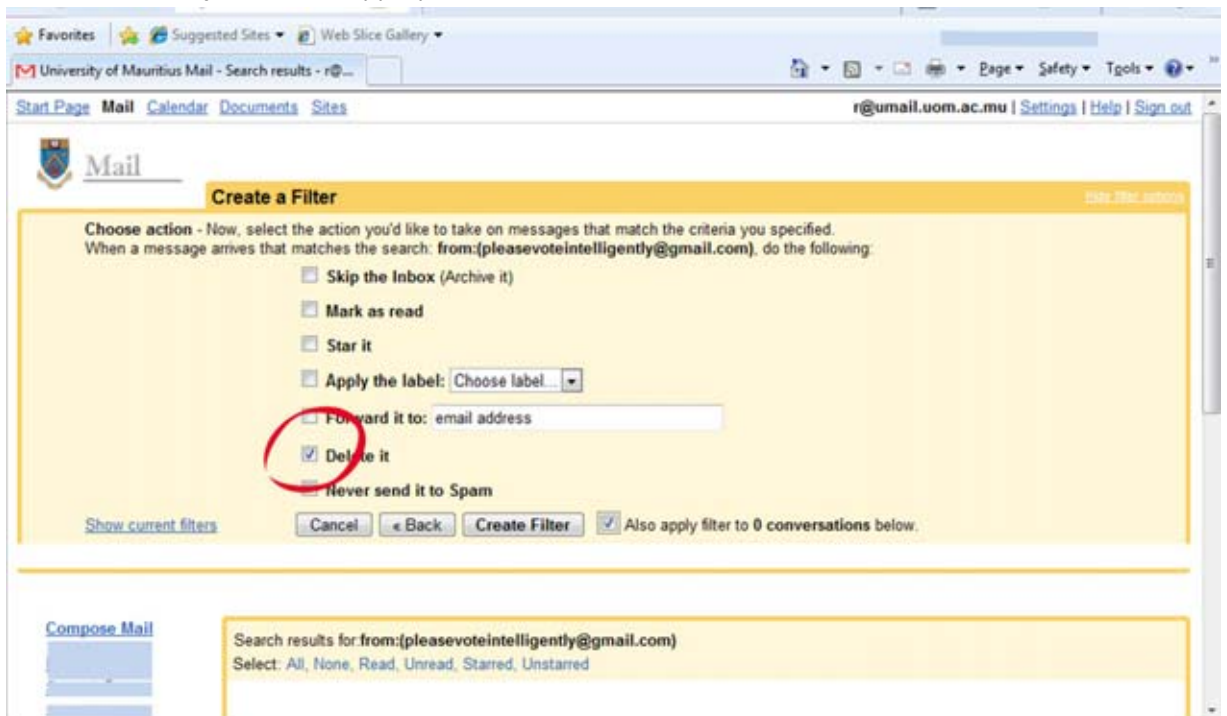 Favorites Suggested Sites Web Slice Gallery
University of Mauritius Mail - Search results - r@... Page Safety Tools
Start Page Mail Calendar Documents Sites r@umail.uom.ac.mu | Settings | Help | Sign out
Mail
Create a Filter Hide filter options
Choose action - Now, select the action you'd like to take on messages that match the criteria you specified.
When a message arrives that matches the search: from:(pleasevoteintelligently@gmail.com), do the following:
Skip the Inbox (Archive it)
Mark as read
Star it
Apply the label: Choose label...
Forward it to: email address
Delete it
Never send it to Spam
Show current filters Cancel « Back Create Filter Also apply filter to 0 conversations below.
Compose Mail
Search results for:from:(pleasevoteintelligently@gmail.com)
Select: All, None, Read, Unread, Starred, Unstarred